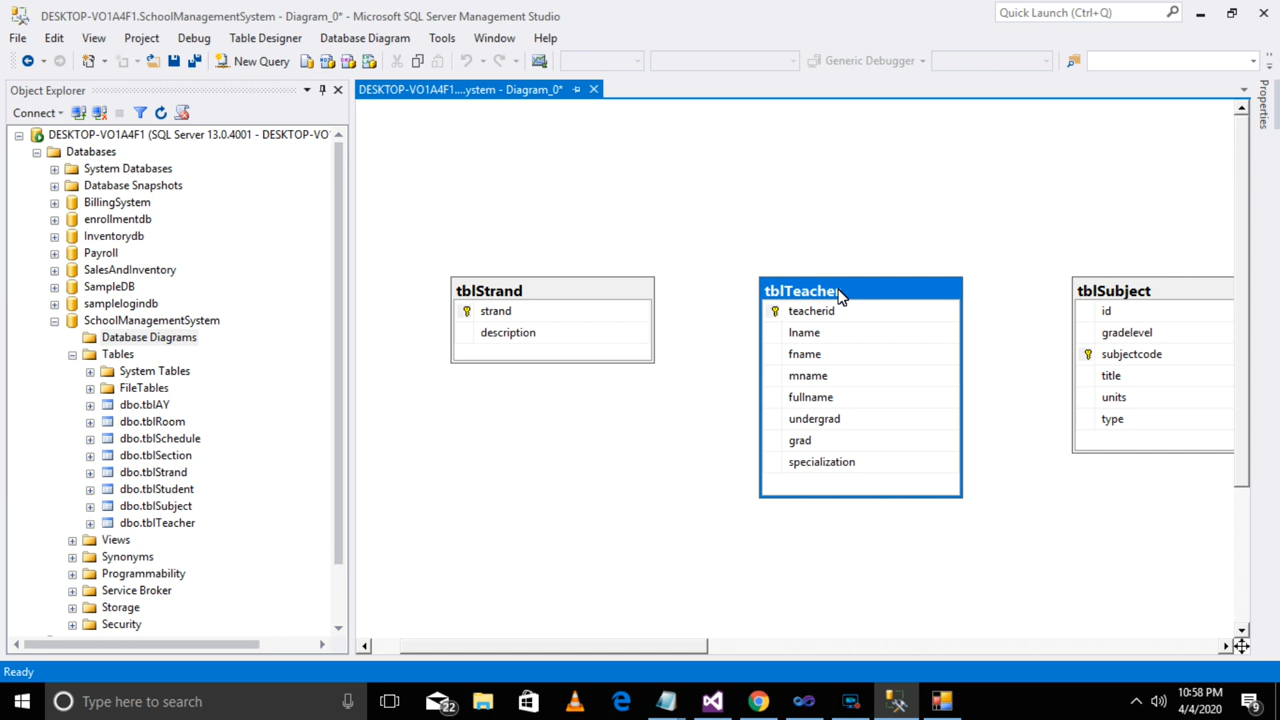 DESKTOP-VO1A4F1.SchoolManagementSystem - Diagram_0* - Microsoft SQL Server Management Studio
Quick Launch (Ctrl+Q)
File Edit View Project Debug Table Designer Database Diagram Tools Window Help
New Query
Generic Debugger
Object Explorer
DESKTOP-VO1A4F1....ystem - Diagram_0*
Properties
Connect
DESKTOP-VO1A4F1 (SQL Server 13.0.4001 - DESKTOP-VO
Databases
System Databases
Database Snapshots
BillingSystem
enrollmentdb
Inventorydb
Payroll
SalesAndInventory
SampleDB
samplelogindb
SchoolManagementSystem
Database Diagrams
Tables
System Tables
FileTables
dbo.tblAY
dbo.tblRoom
dbo.tblSchedule
dbo.tblSection
dbo.tblStrand
dbo.tblStudent
dbo.tblSubject
dbo.tblTeacher
Views
Synonyms
Programmability
Service Broker
Storage
Security
tblStrand
strand
description
tblTeacher
teacherid
lname
fname
mname
fullname
undergrad
grad
specialization
tblSubject
id
gradelevel
subjectcode
title
units
type
Ready
Type here to search
22
10:58 PM
4/4/2020
9